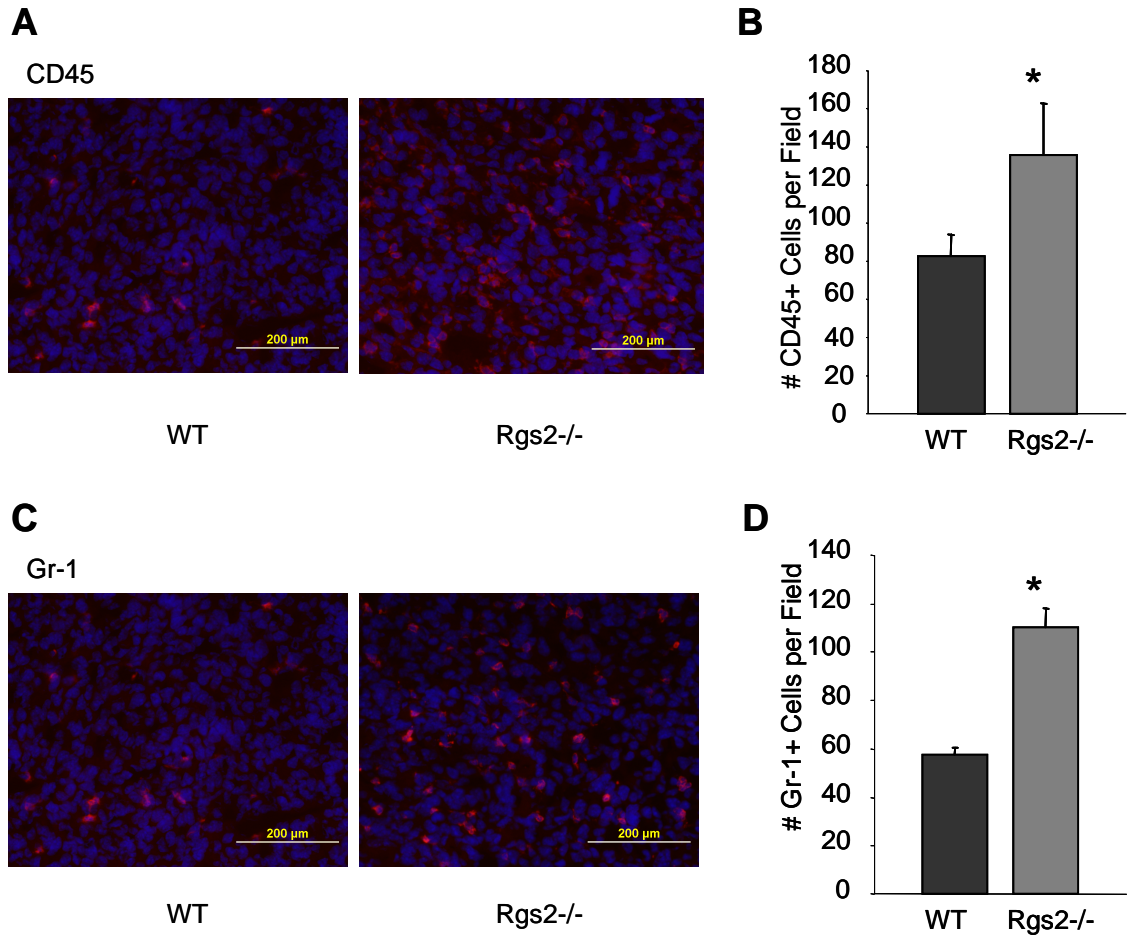 A
CD45
200 µm
200 µm
WT
Rgs2-/-
B
# CD45+ Cells per Field
180
160
140
120
100
80
60
40
20
0
*
WT
Rgs2-/-
C
Gr-1
200 µm
200 µm
WT
Rgs2-/-
D
# Gr-1+ Cells per Field
140
120
100
80
60
40
20
0
*
WT
Rgs2-/-